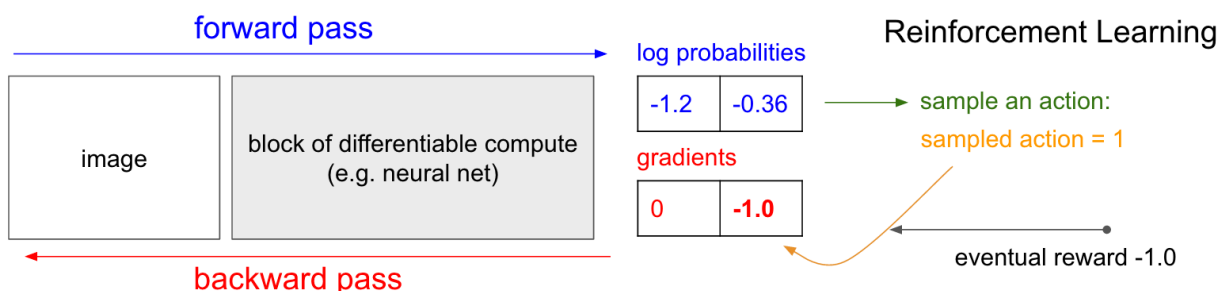 forward pass
Reinforcement Learning
log probabilities
-1.2 -0.36
sample an action:
sampled action = 1
image
block of differentiable compute
(e.g. neural net)
gradients
0 -1.0
eventual reward -1.0
backward pass